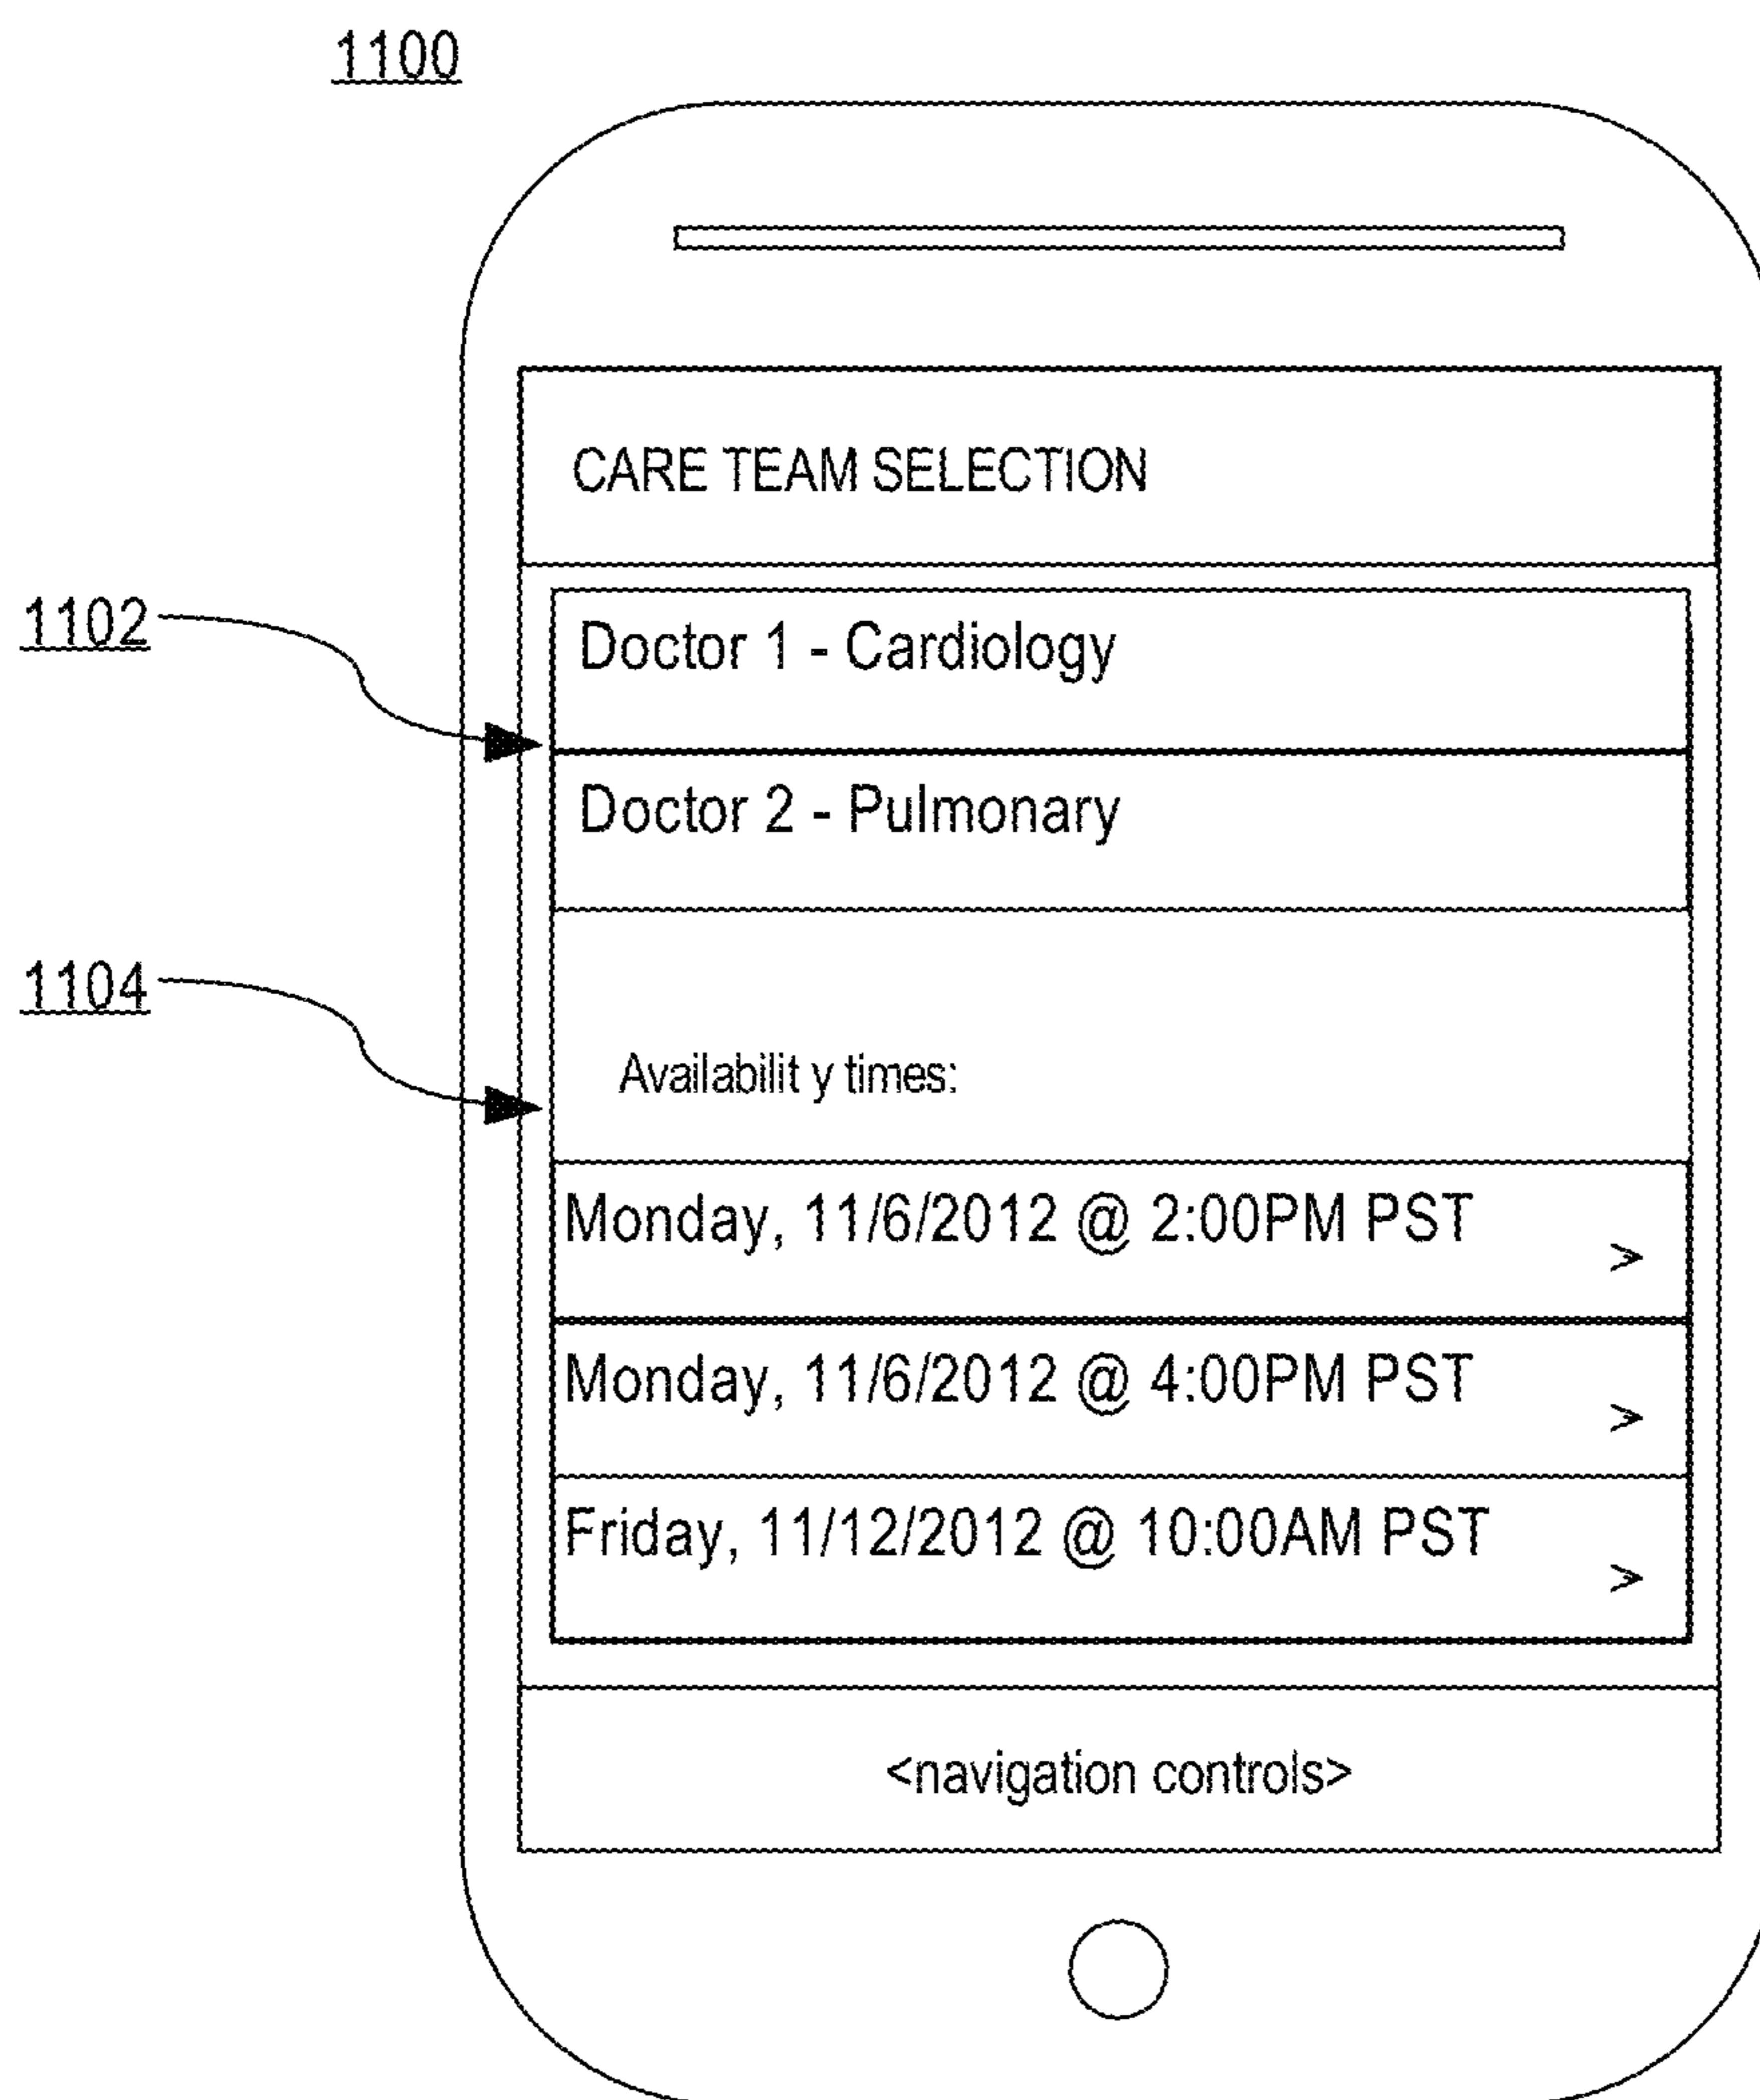 1100
CARE TEAM SELECTION
1102
Doctor 1 - Cardiology
Doctor 2 - Pulmonary
1104
Availabilit y times:
Monday, 11/6/2012 @ 2:00PM PST
>
Monday, 11/6/2012 @ 4:00PM PST
>
Friday, 11/12/2012 @ 10:00AM PST
>
<navigation controls>